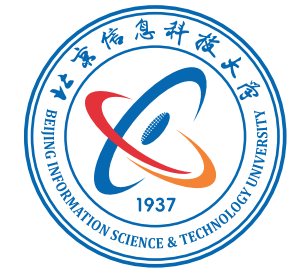 北京信息科技大学
1937
BEIJING INFORMATION SCIENCE & TECHNOLOGY UNIVERSITY